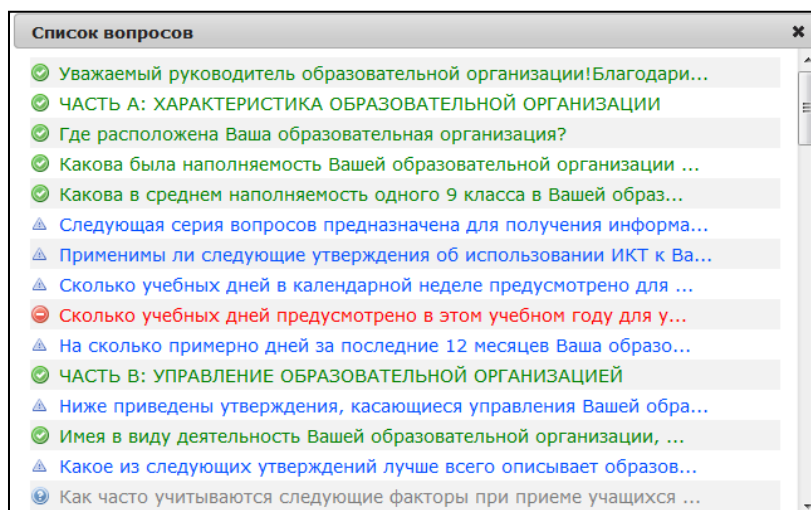 Список вопросов
Уважаемый руководитель образовательной организации!Благодари...
ЧАСТЬ А: ХАРАКТЕРИСТИКА ОБРАЗОВАТЕЛЬНОЙ ОРГАНИЗАЦИИ
Где расположена Ваша образовательная организация?
Какова была наполняемость Вашей образовательной организации ...
Какова в среднем наполняемость одного 9 класса в Вашей образ...
Следующая серия вопросов предназначена для получения информа...
Применимы ли следующие утверждения об использовании ИКТ к Ва...
Сколько учебных дней в календарной неделе предусмотрено для ...
Сколько учебных дней предусмотрено в этом учебном году для у...
На сколько примерно дней за последние 12 месяцев Ваша образо...
ЧАСТЬ В: УПРАВЛЕНИЕ ОБРАЗОВАТЕЛЬНОЙ ОРГАНИЗАЦИЕЙ
Ниже приведены утверждения, касающиеся управления Вашей обра...
Имея в виду деятельность Вашей образовательной организации, ...
Какое из следующих утверждений лучше всего описывает образов...
Как часто учитываются следующие факторы при приеме учащихся ...